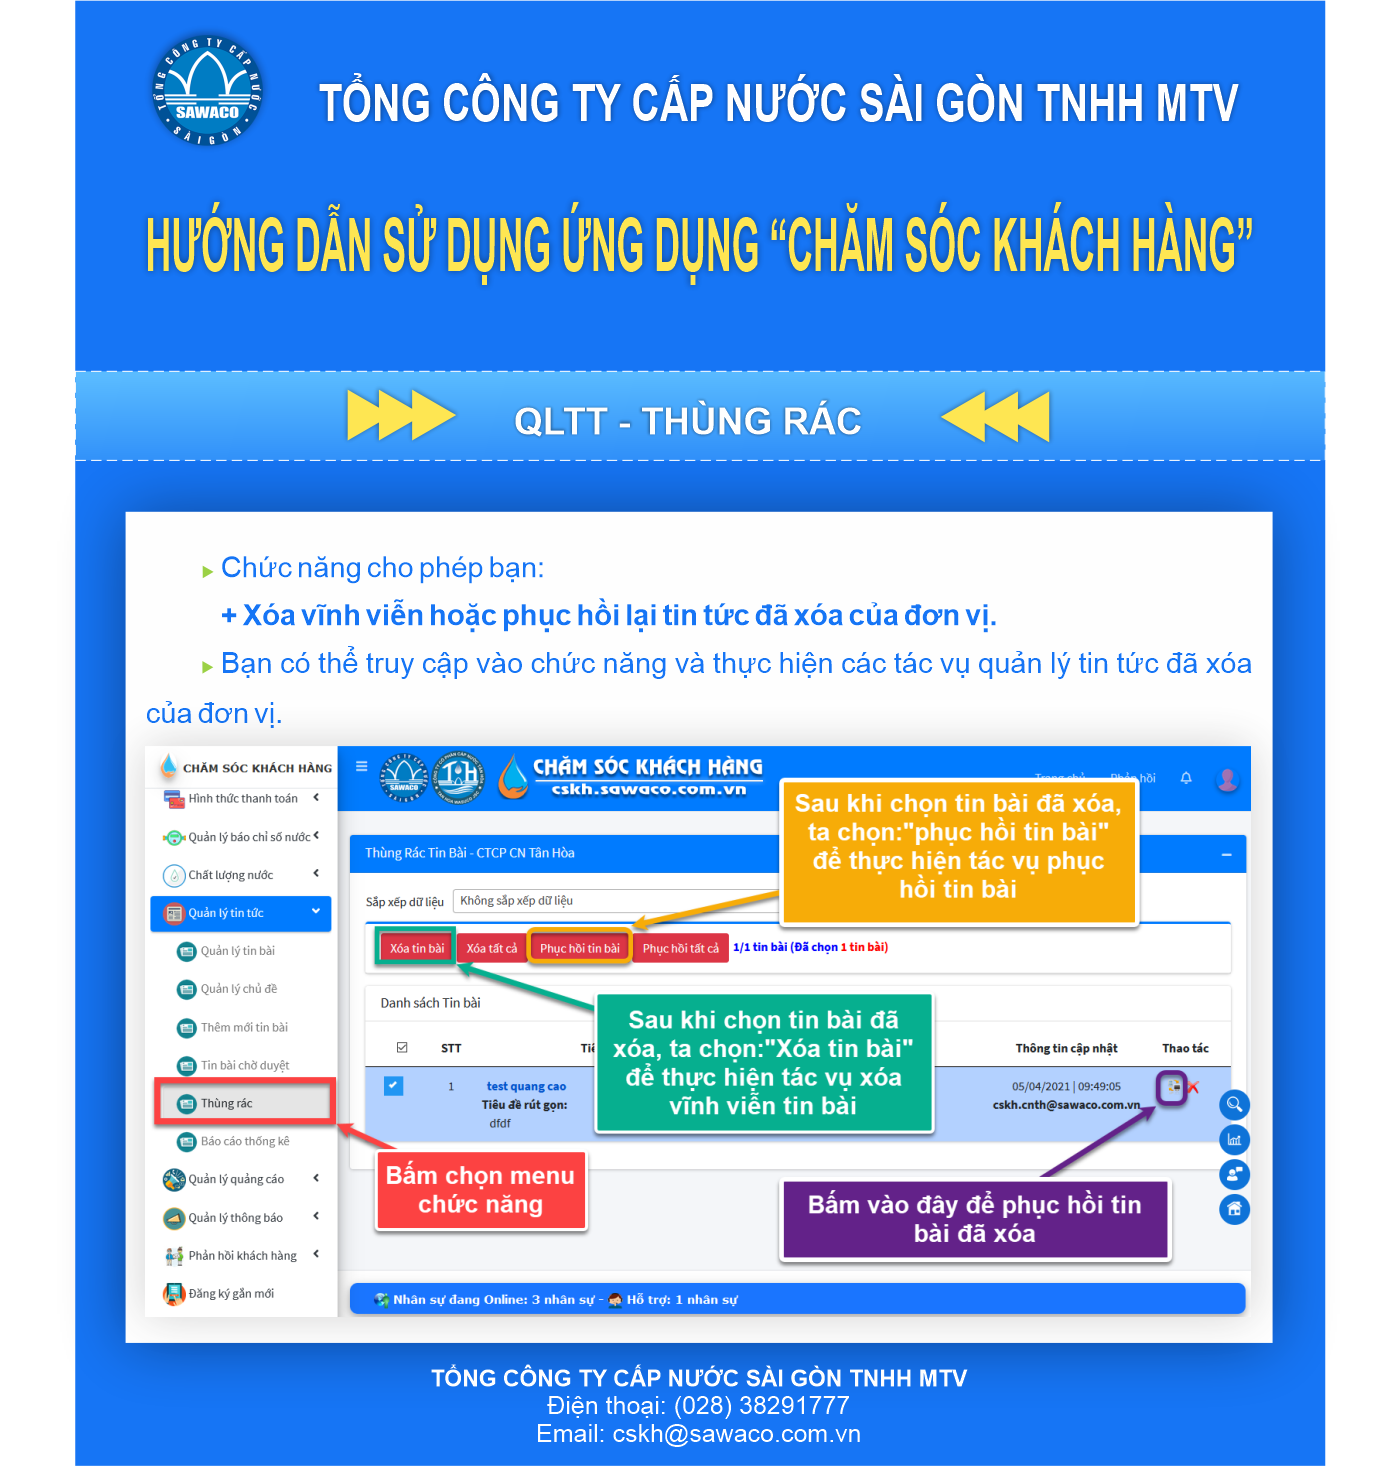 TỔNG CÔNG TY CẤP NƯỚC
SAWACO
SÀI GÒN
TỔNG CÔNG TY CẤP NƯỚC SÀI GÒN TNHH MTV
HƯỚNG DẪN SỬ DỤNG ỨNG DỤNG “CHĂM SÓC KHÁCH HÀNG”
QLTT - THÙNG RÁC
Chức năng cho phép bạn:
+ Xóa vĩnh viễn hoặc phục hồi lại tin tức đã xóa của đơn vị.
Bạn có thể truy cập vào chức năng và thực hiện các tác vụ quản lý tin tức đã xóa
của đơn vị.
CHĂM SÓC KHÁCH HÀNG
Hình thức thanh toán
Quản lý báo chỉ số nước
Chất lượng nước
Quản lý tin tức
Quản lý tin bài
Quản lý chủ đề
Thêm mới tin bài
Tin bài chờ duyệt
Thùng rác
Báo cáo thống kê
Quản lý quảng cáo
Quản lý thông báo
Phản hồi khách hàng
Đăng ký gắn mới
SAWACO
CHĂM SÓC KHÁCH HÀNG
cskh.sawaco.com.vn
Trang chủ
Phản hồi
Thùng Rác Tin Bài - CTCP CN Tân Hòa
Sắp xếp dữ liệu
Không sắp xếp dữ liệu
Sau khi chọn tin bài đã xóa,
ta chọn:"phục hồi tin bài"
để thực hiện tác vụ phục
hồi tin bài
Xóa tin bài
Xóa tất cả
Phục hồi tin bài
Phục hồi tất cả
1/1 tin bài (Đã chọn 1 tin bài)
Danh sách Tin bài
STT
Thông tin cập nhật
Thao tác
1
test quang cao
Tiêu đề rút gọn:
dfdf
05/04/2021 | 09:49:05
cskh.cnth@sawaco.com.vn
Sau khi chọn tin bài đã
xóa, ta chọn:"Xóa tin bài"
để thực hiện tác vụ xóa
vĩnh viễn tin bài
Bấm chọn menu
chức năng
Bấm vào đây để phục hồi tin
bài đã xóa
Nhân sự đang Online: 3 nhân sự - Hỗ trợ: 1 nhân sự
TỔNG CÔNG TY CẤP NƯỚC SÀI GÒN TNHH MTV
Điện thoại: (028) 38291777
Email: cskh@sawaco.com.vn